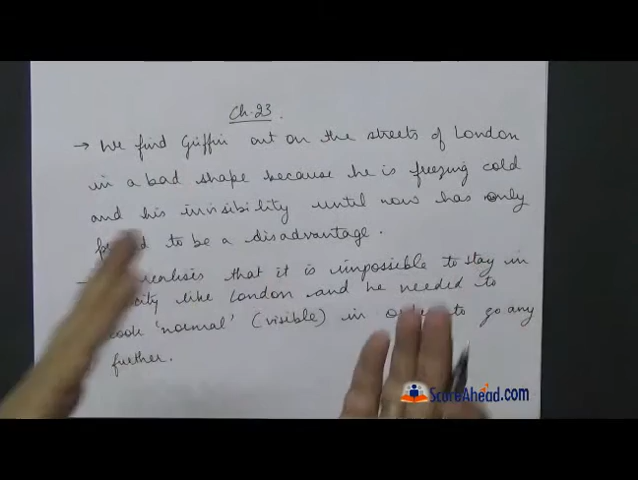 Ch-23.
→ We find Griffin out on the streets of London
in a bad shape because he is freezing cold
and his invisibility until now has only
to be a disadvantage.
realises that it is impossible to stay in
city like London and he needed to
'normal' (visible) in to go any
further.
ScoreAhead.com